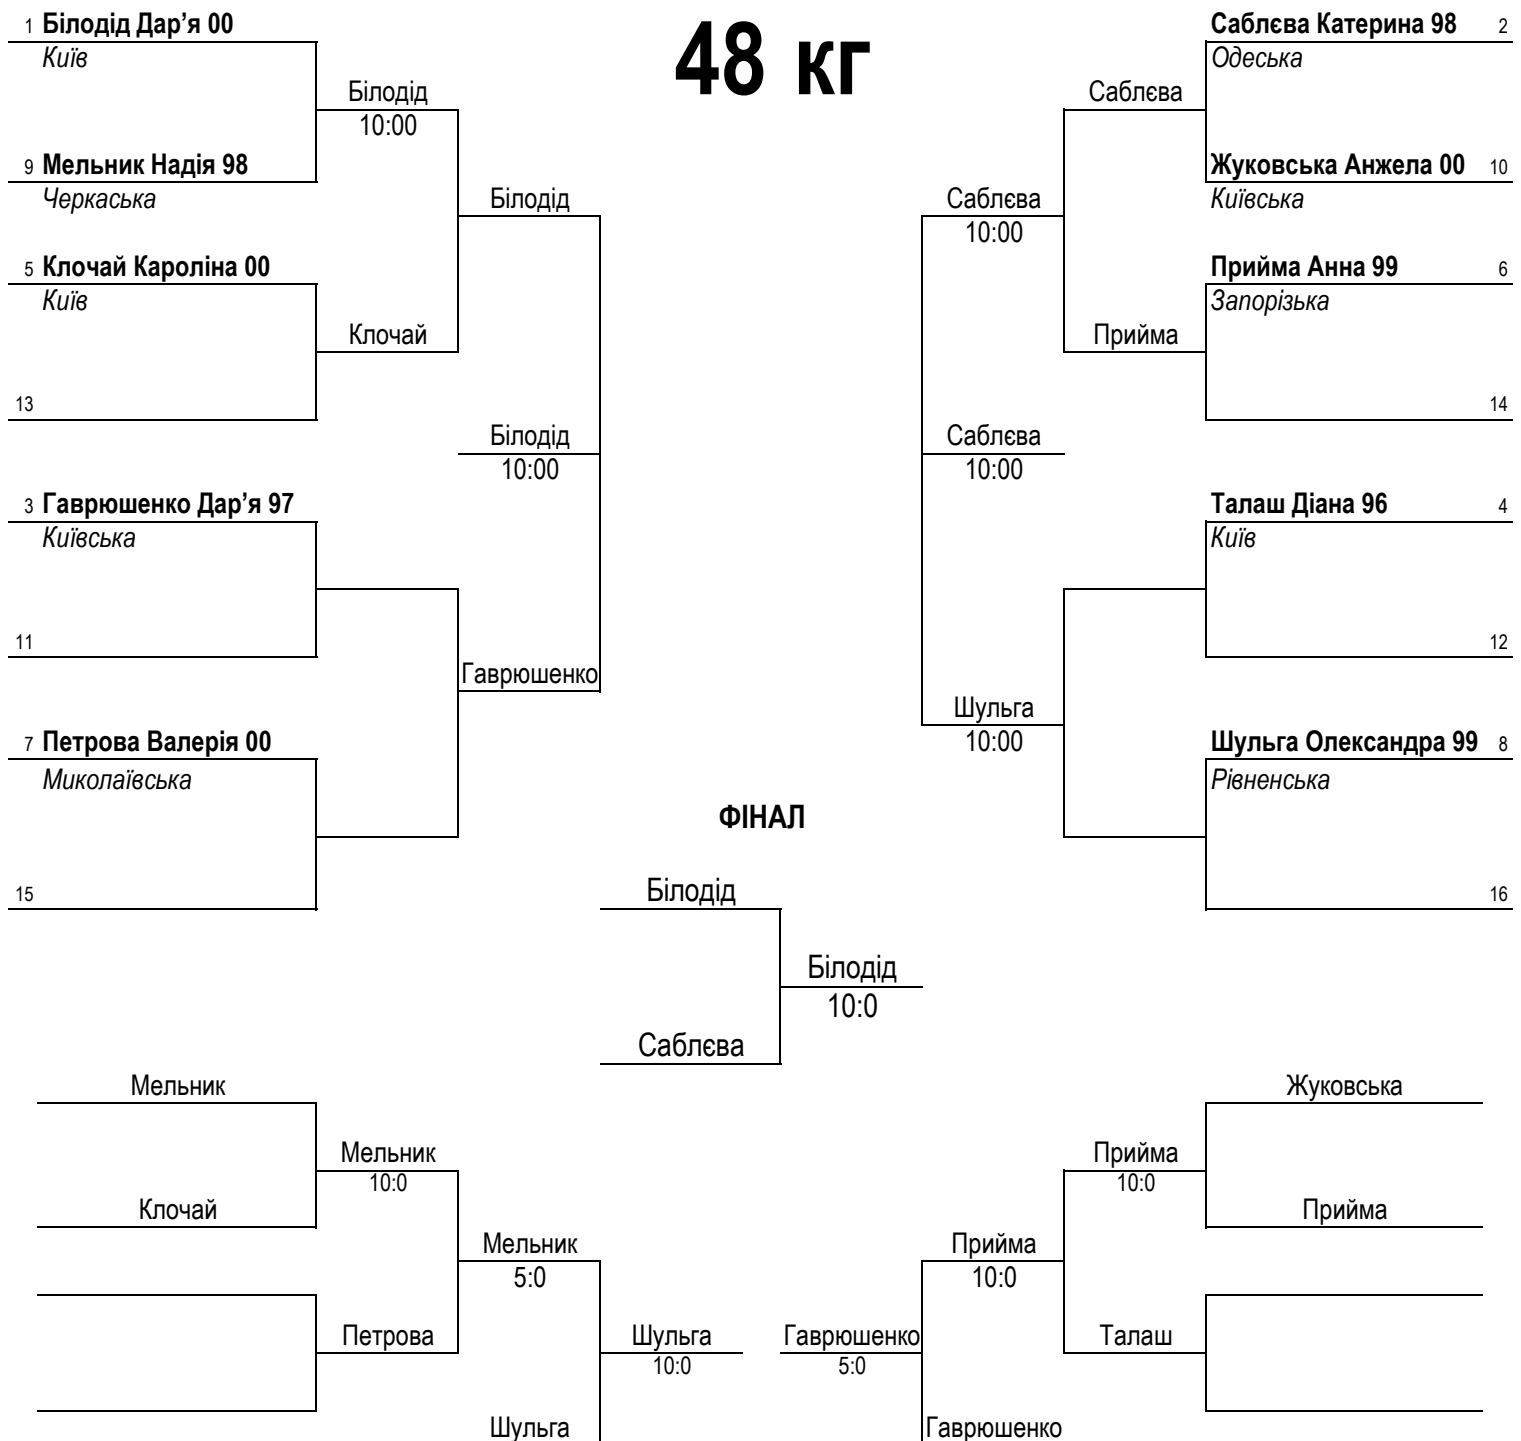 48 кг
1 Білодід Дар’я 00
Київ
Білодід
10:00
9 Мельник Надія 98
Черкаська
Білодід
5 Клочай Кароліна 00
Київ
Клочай
13
Білодід
10:00
3 Гаврюшенко Дар’я 97
Київська
11
Гаврюшенко
7 Петрова Валерія 00
Миколаївська
15
Саблєва Катерина 98 2
Одеська
Саблєва
Жуковська Анжела 00 10
Київська
Саблєва
10:00
Прийма Анна 99 6
Запорізька
Прийма
14
Саблєва
10:00
Талаш Діана 96 4
Київ
12
Шульга
10:00
Шульга Олександра 99 8
Рівненська
16
ФІНАЛ
Білодід
Білодід
10:0
Саблєва
Мельник
Мельник
10:0
Клочай
Мельник
5:0
Петрова
Шульга
10:0
Шульга
Жуковська
Прийма
10:0
Прийма
Прийма
10:0
Талаш
Гаврюшенко
5:0
Гаврюшенко